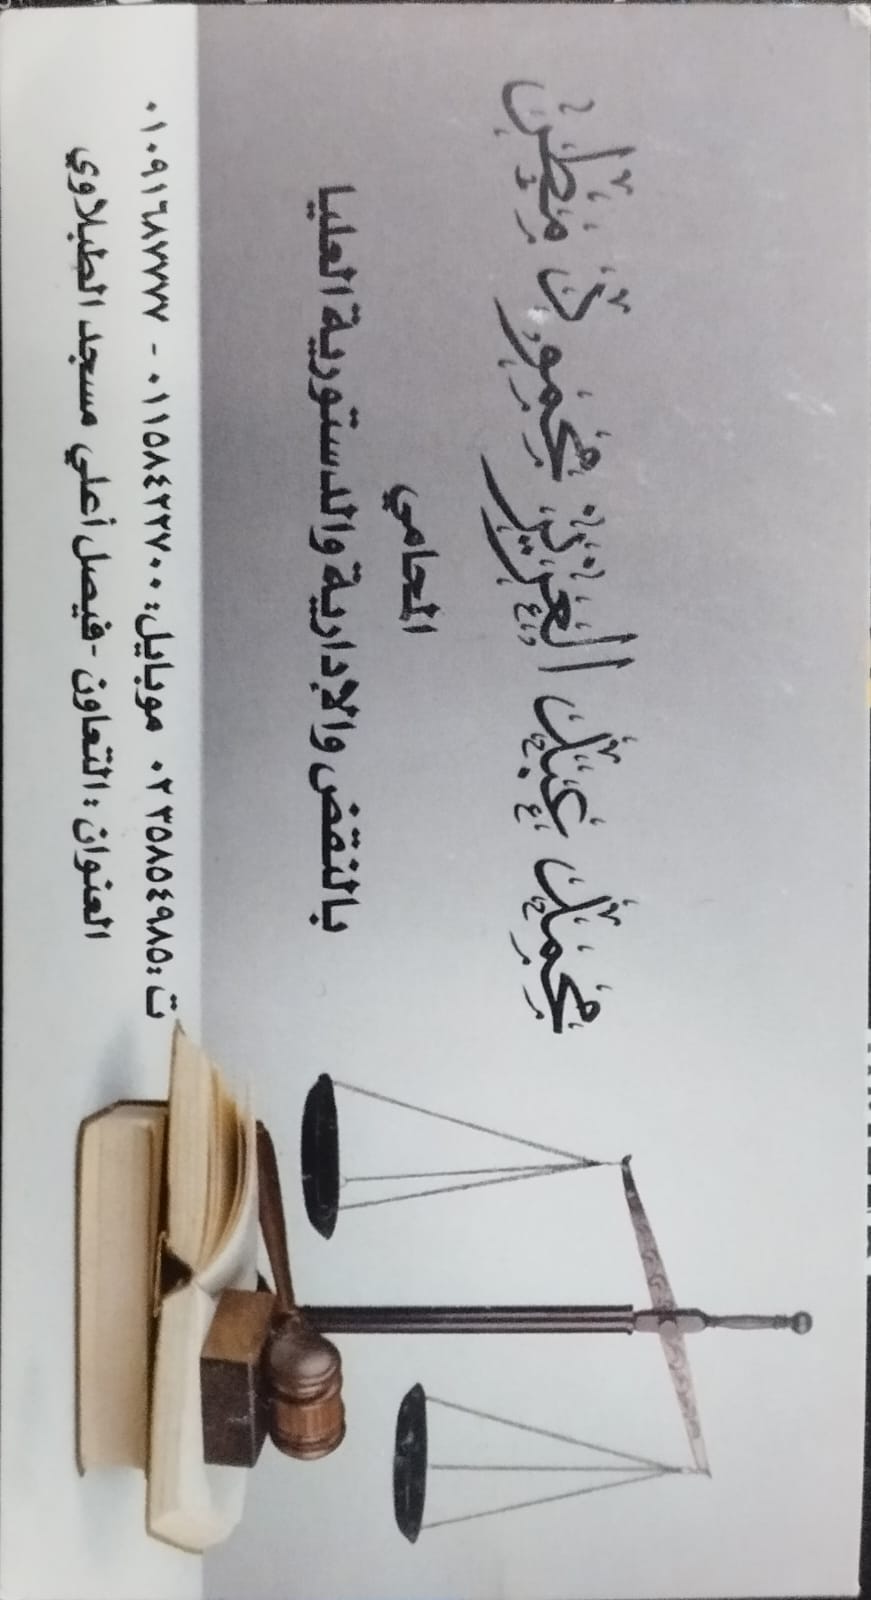 محمد عبد العزيز محمود مطر
المحامي
بالنقض والإدارية والدستورية العليا
ت :٠٢٣٥٨٥٤٩٨٥ موبايل: ٠١١٥٨٤٢٢٧٠٠ - ٠١٠٩١٦٨٧٧٧٧
العنوان : التعاون -فيصل أعلي مسجد الطبلاوي